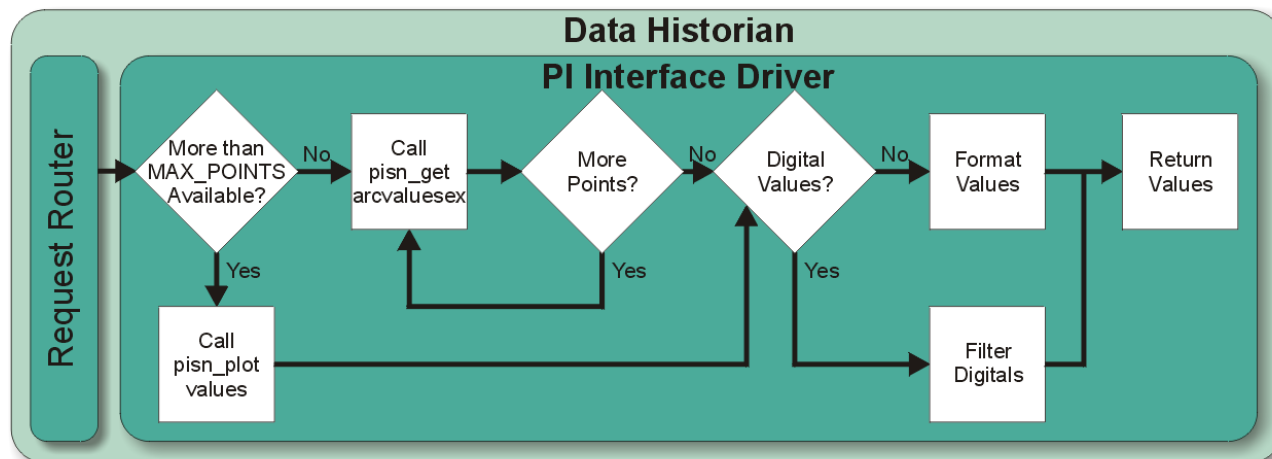 Data Historian
PI Interface Driver
Request Router
More than
MAX_POINTS
Available?
No
Yes
Call
pisn_get
arcvaluesex
More
Points?
No
Yes
Digital
Values?
No
Yes
Format
Values
Return
Values
Call
pisn_plot
values
Filter
Digitals